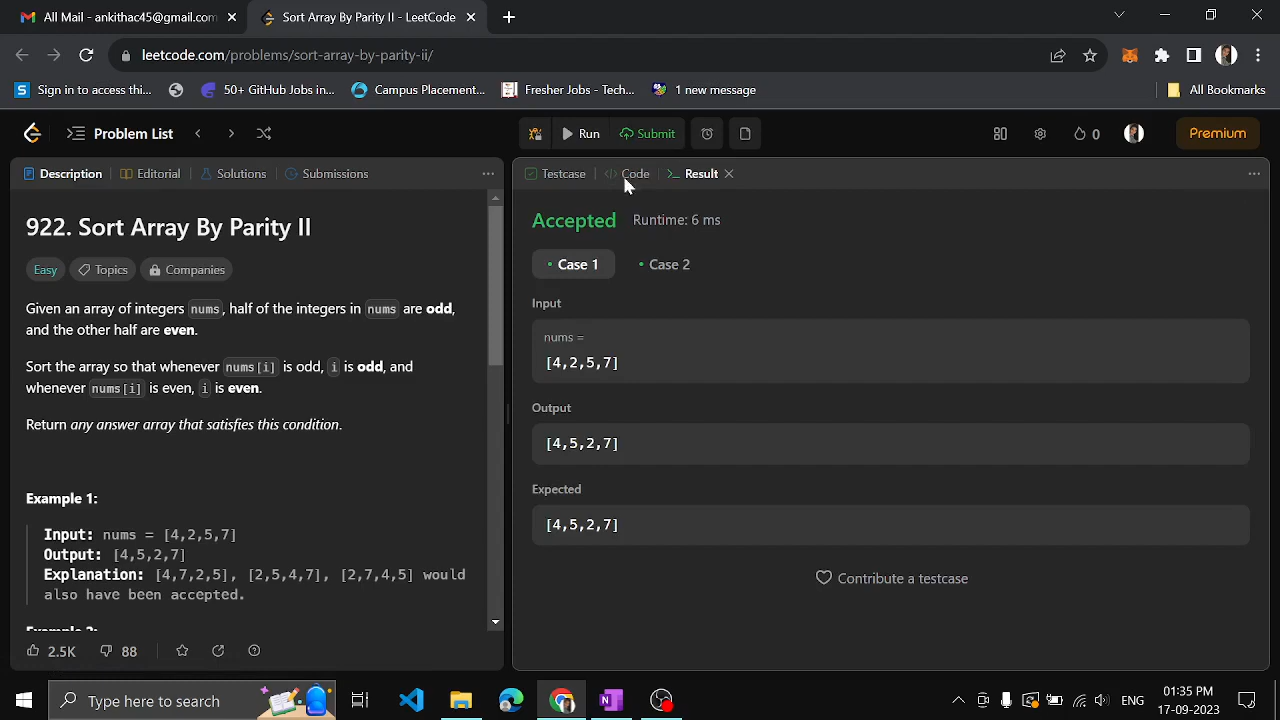 All Mail - ankithac45@gmail.com
Sort Array By Parity II - LeetCode
leetcode.com/problems/sort-array-by-parity-ii/
Sign in to access thi...
50+ GitHub Jobs in...
Campus Placement...
Fresher Jobs - Tech...
1 new message
All Bookmarks
Problem List
Run
Submit
0
Premium
Description
Editorial
Solutions
Submissions
922. Sort Array By Parity II
Easy
Topics
Companies
Given an array of integers nums, half of the integers in nums are odd,
and the other half are even.
Sort the array so that whenever nums[i] is odd, i is odd, and
whenever nums[i] is even, i is even.
Return any answer array that satisfies this condition.
Example 1:
Input: nums = [4,2,5,7]
Output: [4,5,2,7]
Explanation: [4,7,2,5], [2,5,4,7], [2,7,4,5] would
also have been accepted.
2.5K
88
Testcase
Code
Result
Accepted
Runtime: 6 ms
Case 1
Case 2
Input
nums =
[4,2,5,7]
Output
[4,5,2,7]
Expected
[4,5,2,7]
Contribute a testcase
Type here to search
ENG
01:35 PM
17-09-2023